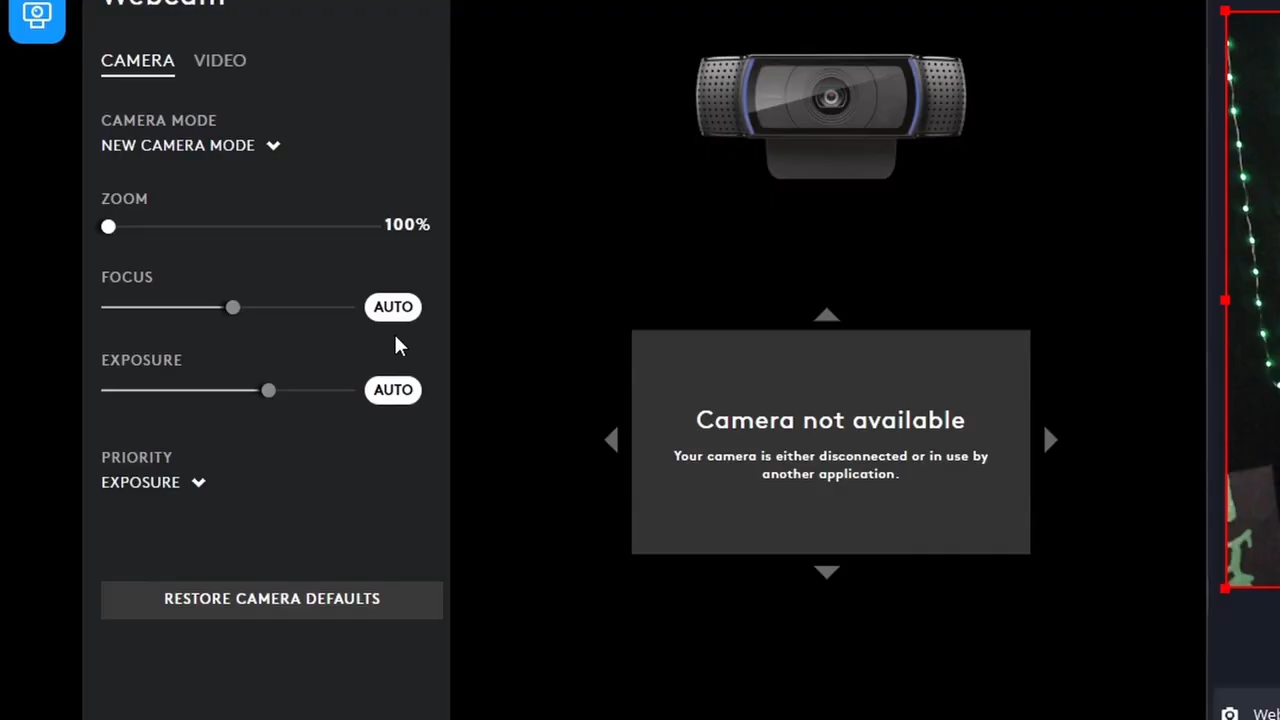 Webcam
CAMERA VIDEO
CAMERA MODE
NEW CAMERA MODE
ZOOM
100%
FOCUS
AUTO
EXPOSURE
AUTO
PRIORITY
EXPOSURE
RESTORE CAMERA DEFAULTS
Camera not available
Your camera is either disconnected or in use by
another application.